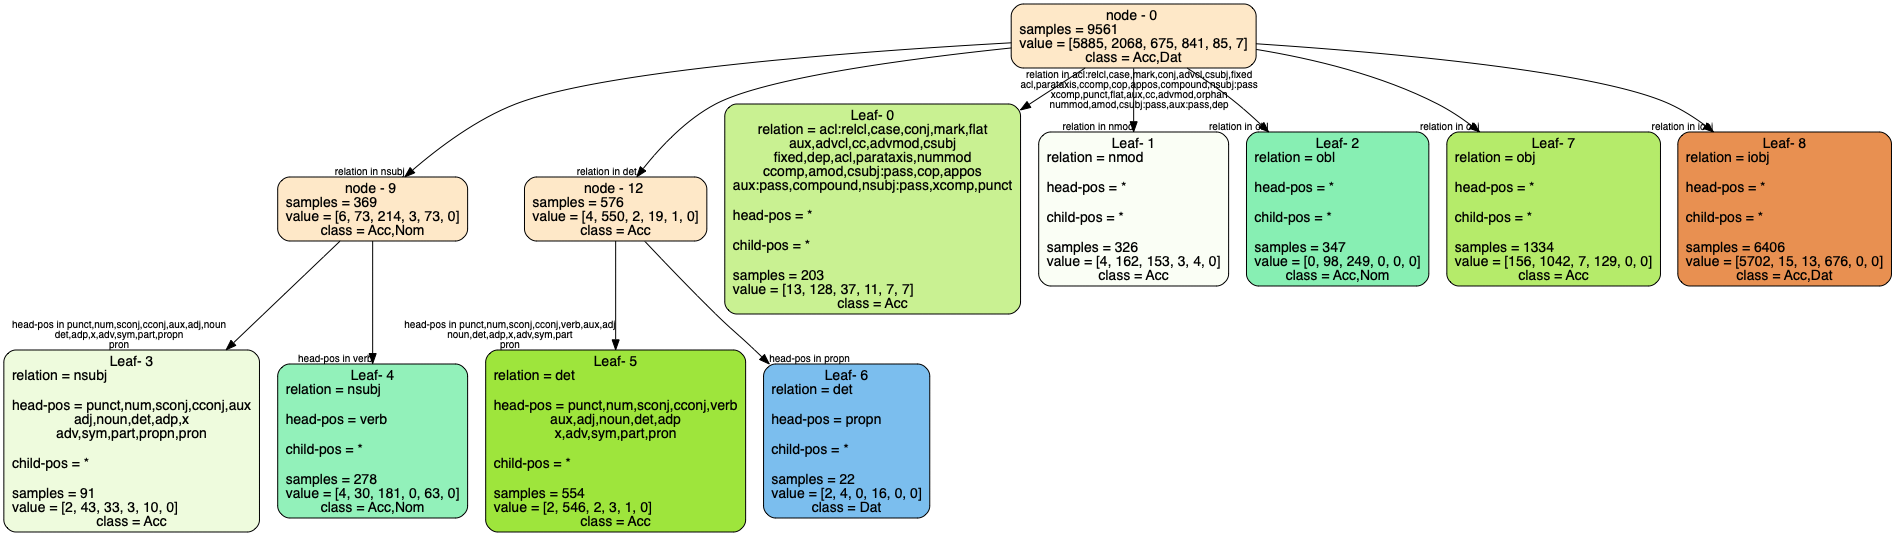 node - 0
samples = 9561
value = [5885, 2068, 675, 841, 85, 7]
class = Acc,Dat
relation in acl:relcl,case,mark,conj,advcl,csubj,fixed
acl,parataxis,ccomp,cop,appos,compound,nsubj:pass
xcomp,punct,flat,aux,cc,advmod,orphan
nummod,amod,csubj:pass,aux:pass,dep
relation in nsubj
relation in det
relation in nmod
relation in obl
relation in obj
relation in iobj
node - 9
samples = 369
value = [6, 73, 214, 3, 73, 0]
class = Acc,Nom
node - 12
samples = 576
value = [4, 550, 2, 19, 1, 0]
class = Acc
Leaf- 0
relation = acl:relcl,case,conj,mark,flat
aux,advcl,cc,advmod,csubj
fixed,dep,acl,parataxis,nummod
ccomp,amod,csubj:pass,cop,appos
aux:pass,compound,nsubj:pass,xcomp,punct
head-pos = *
child-pos = *
samples = 203
value = [13, 128, 37, 11, 7, 7]
class = Acc
Leaf- 1
relation = nmod
head-pos = *
child-pos = *
samples = 326
value = [4, 162, 153, 3, 4, 0]
class = Acc
Leaf- 2
relation = obl
head-pos = *
child-pos = *
samples = 347
value = [0, 98, 249, 0, 0, 0]
class = Acc,Nom
Leaf- 7
relation = obj
head-pos = *
child-pos = *
samples = 1334
value = [156, 1042, 7, 129, 0, 0]
class = Acc
Leaf- 8
relation = iobj
head-pos = *
child-pos = *
samples = 6406
value = [5702, 15, 13, 676, 0, 0]
class = Acc,Dat
head-pos in punct,num,sconj,cconj,aux,adj,noun
det,adp,x,adv,sym,part,propn
pron
head-pos in verb
head-pos in punct,num,sconj,cconj,verb,aux,adj
noun,det,adp,x,adv,sym,part
pron
head-pos in propn
Leaf- 3
relation = nsubj
head-pos = punct,num,sconj,cconj,aux
adj,noun,det,adp,x
adv,sym,part,propn,pron
child-pos = *
samples = 91
value = [2, 43, 33, 3, 10, 0]
class = Acc
Leaf- 4
relation = nsubj
head-pos = verb
child-pos = *
samples = 278
value = [4, 30, 181, 0, 63, 0]
class = Acc,Nom
Leaf- 5
relation = det
head-pos = punct,num,sconj,cconj,verb
aux,adj,noun,det,adp
x,adv,sym,part,pron
child-pos = *
samples = 554
value = [2, 546, 2, 3, 1, 0]
class = Acc
Leaf- 6
relation = det
head-pos = propn
child-pos = *
samples = 22
value = [2, 4, 0, 16, 0, 0]
class = Dat